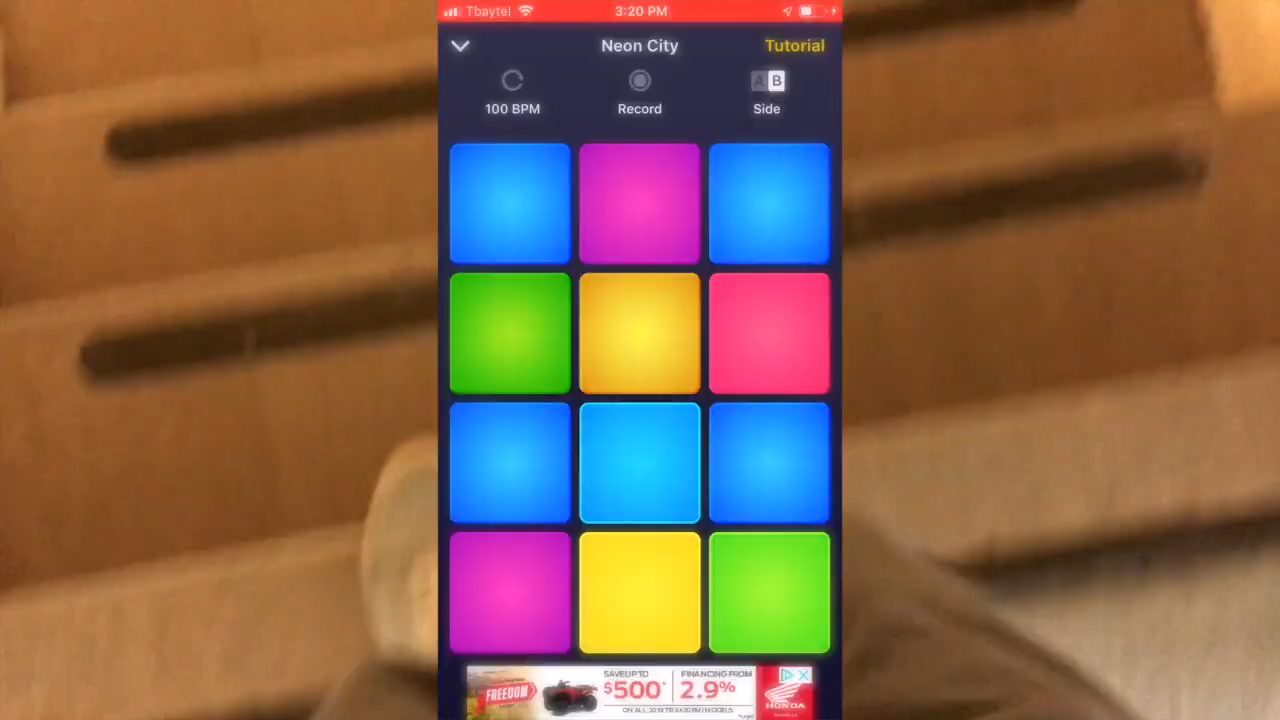 Tbaytel 3:20 PM
Neon City Tutorial
100 BPM Record A B Side
FREEDOM
SAVE UP TO
$500*
FINANCING FROM
2.9%
HONDA